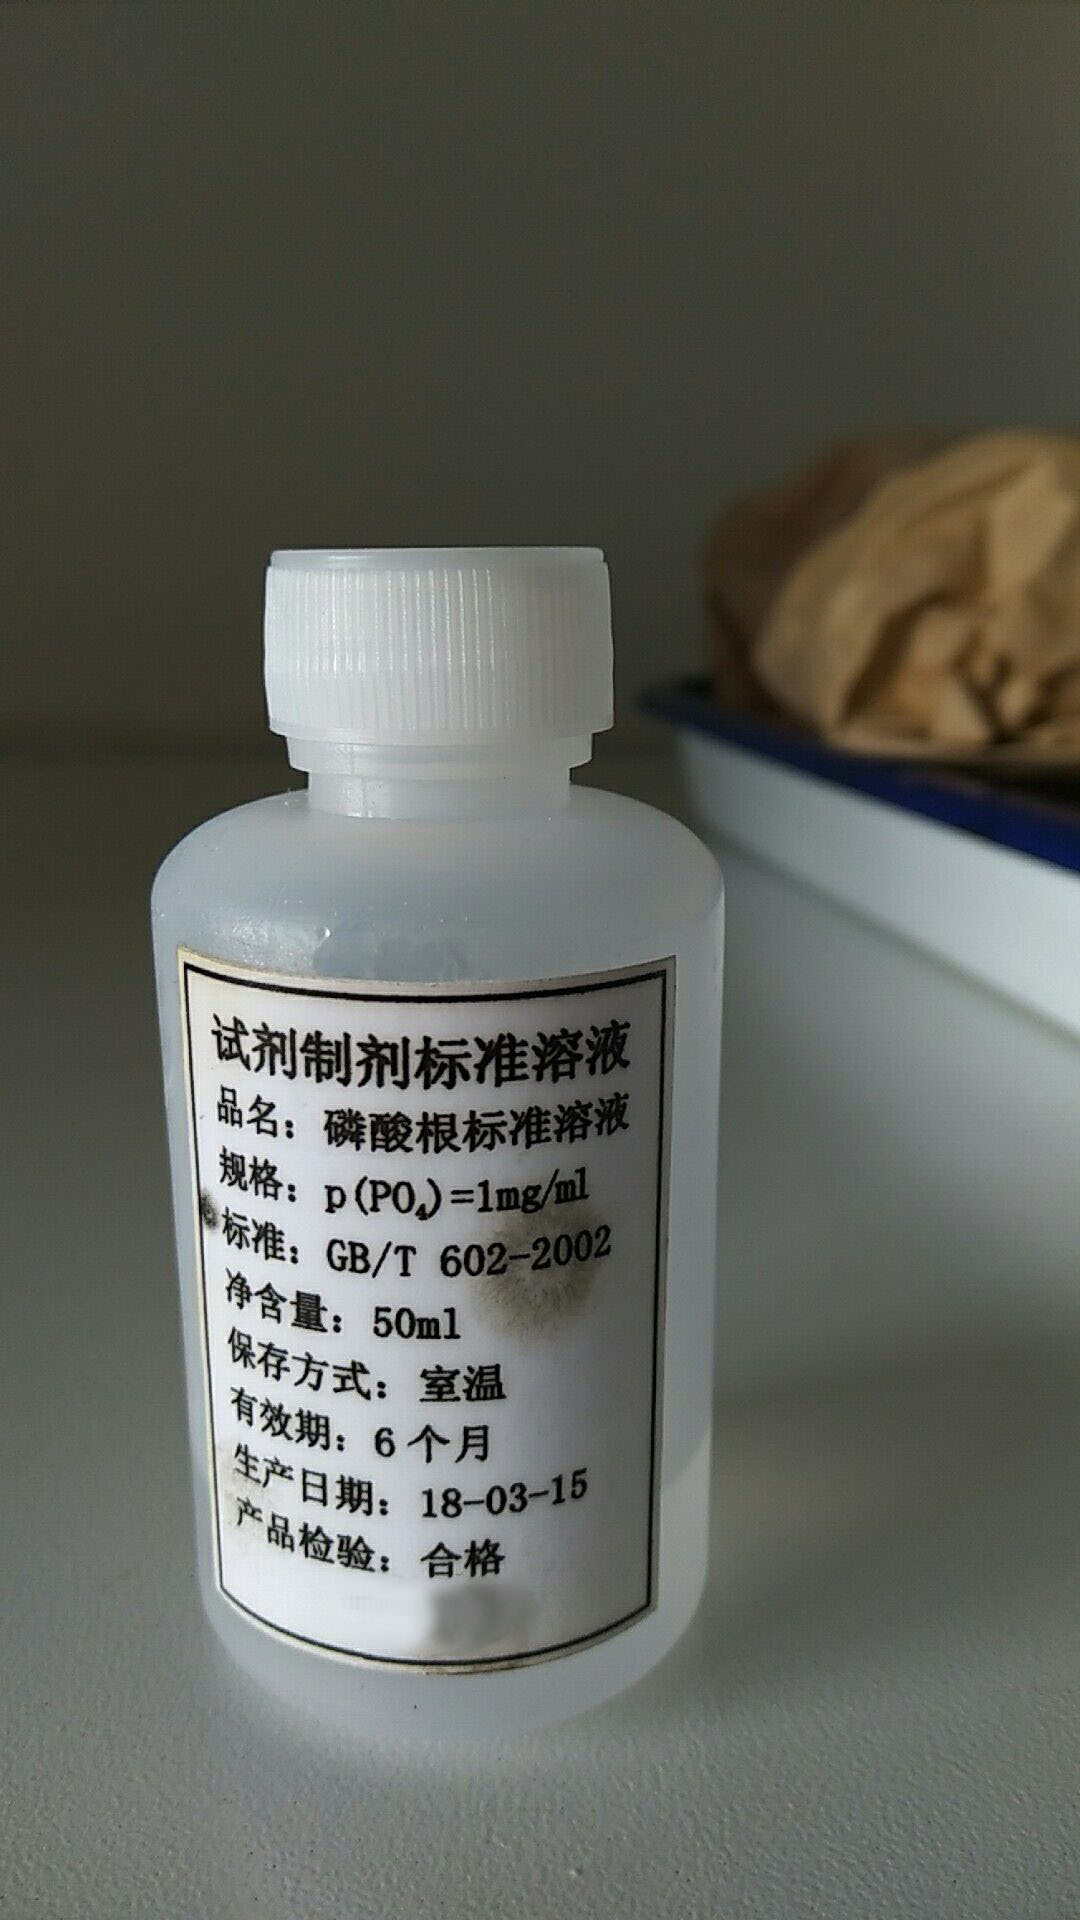 试剂制剂标准溶液
品名：磷酸根标准溶液
规格：p(PO₄)=1mg/ml
标准：GB/T 602-2002
净含量：50ml
保存方式：室温
有效期：6个月
生产日期：18-03-15
产品检验：合格